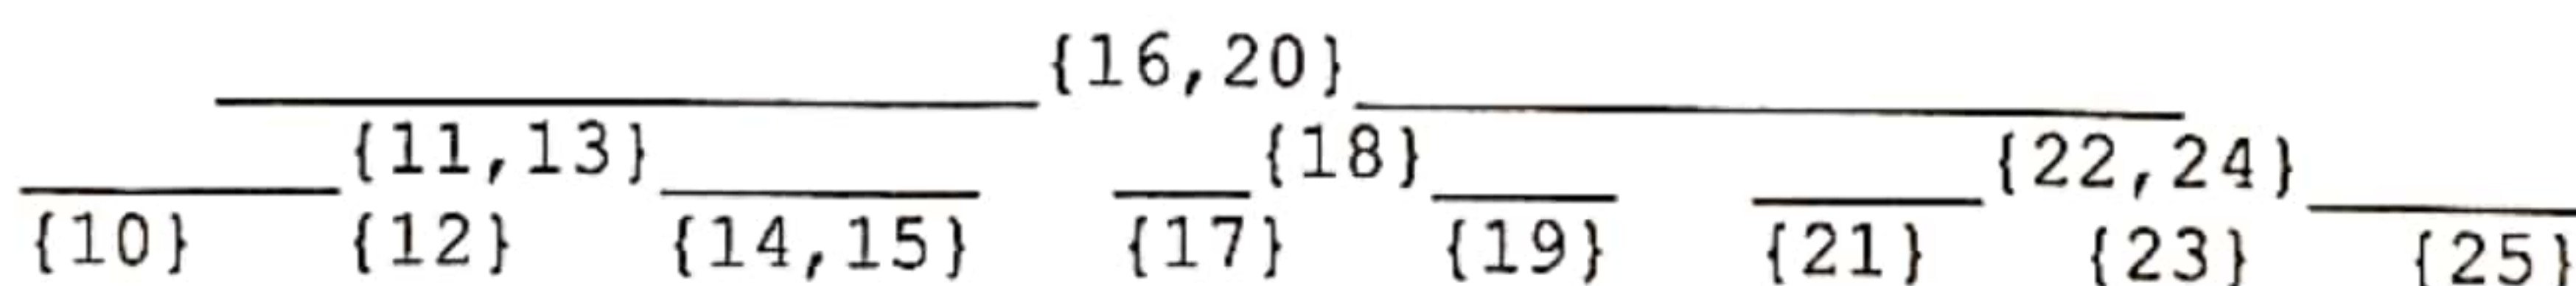 {16,20}
{11,13} {18} {22,24}
{10} {12} {14,15} {17} {19} {21} {23} {25}